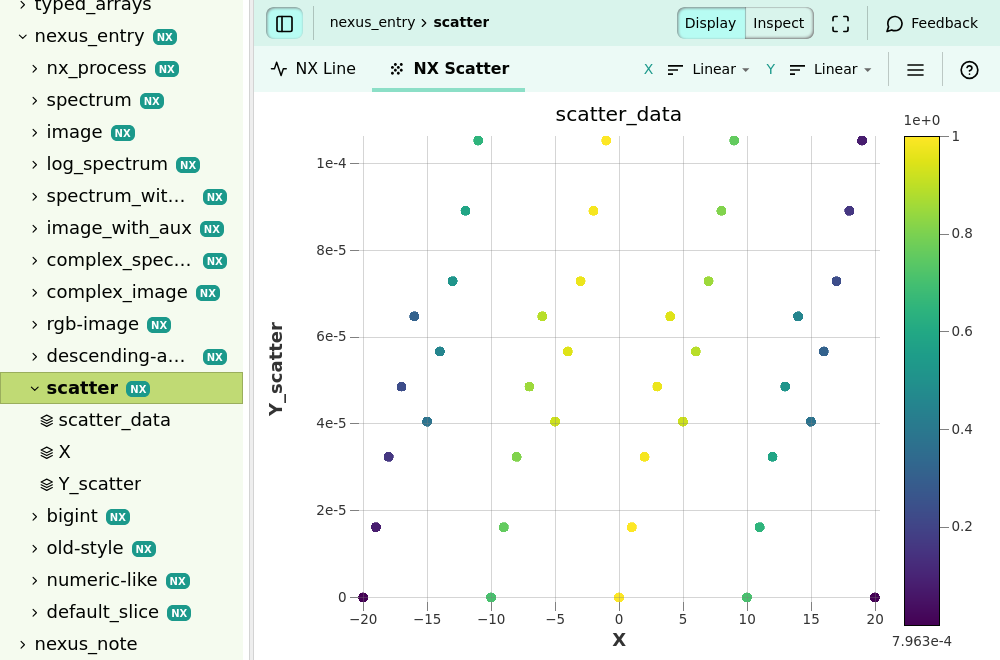 typed_arrays
nexus_entry NX
nx_process NX
spectrum NX
image NX
log_spectrum NX
spectrum_wit... NX
image_with_aux NX
complex_spec... NX
complex_image NX
rgb-image NX
descending-a... NX
scatter NX
scatter_data
X
Y_scatter
bigint NX
old-style NX
numeric-like NX
default_slice NX
nexus_note
nexus_entry › scatter
Display Inspect
Feedback
NX Line
NX Scatter
X Linear
Y Linear
scatter_data
1e-4
8e-5
6e-5
4e-5
2e-5
0
Y_scatter
−20 −15 −10 −5 0 5 10 15 20
X
1e+0
1
0.8
0.6
0.4
0.2
7.963e-4